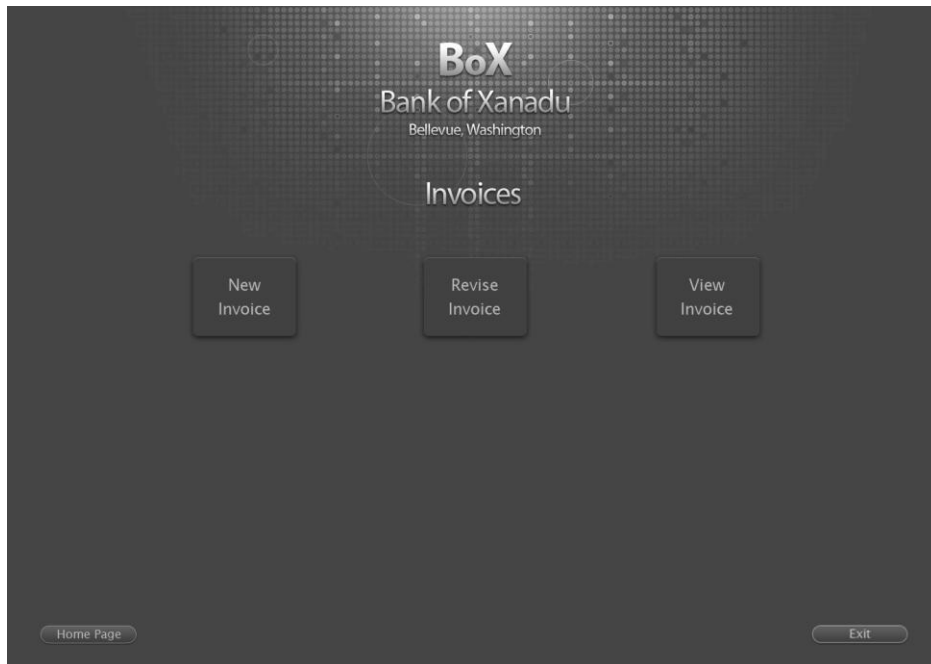 BoX
Bank of Xanadu
Bellevue, Washington
Invoices
New
Invoice
Revise
Invoice
View
Invoice
Home Page
Exit